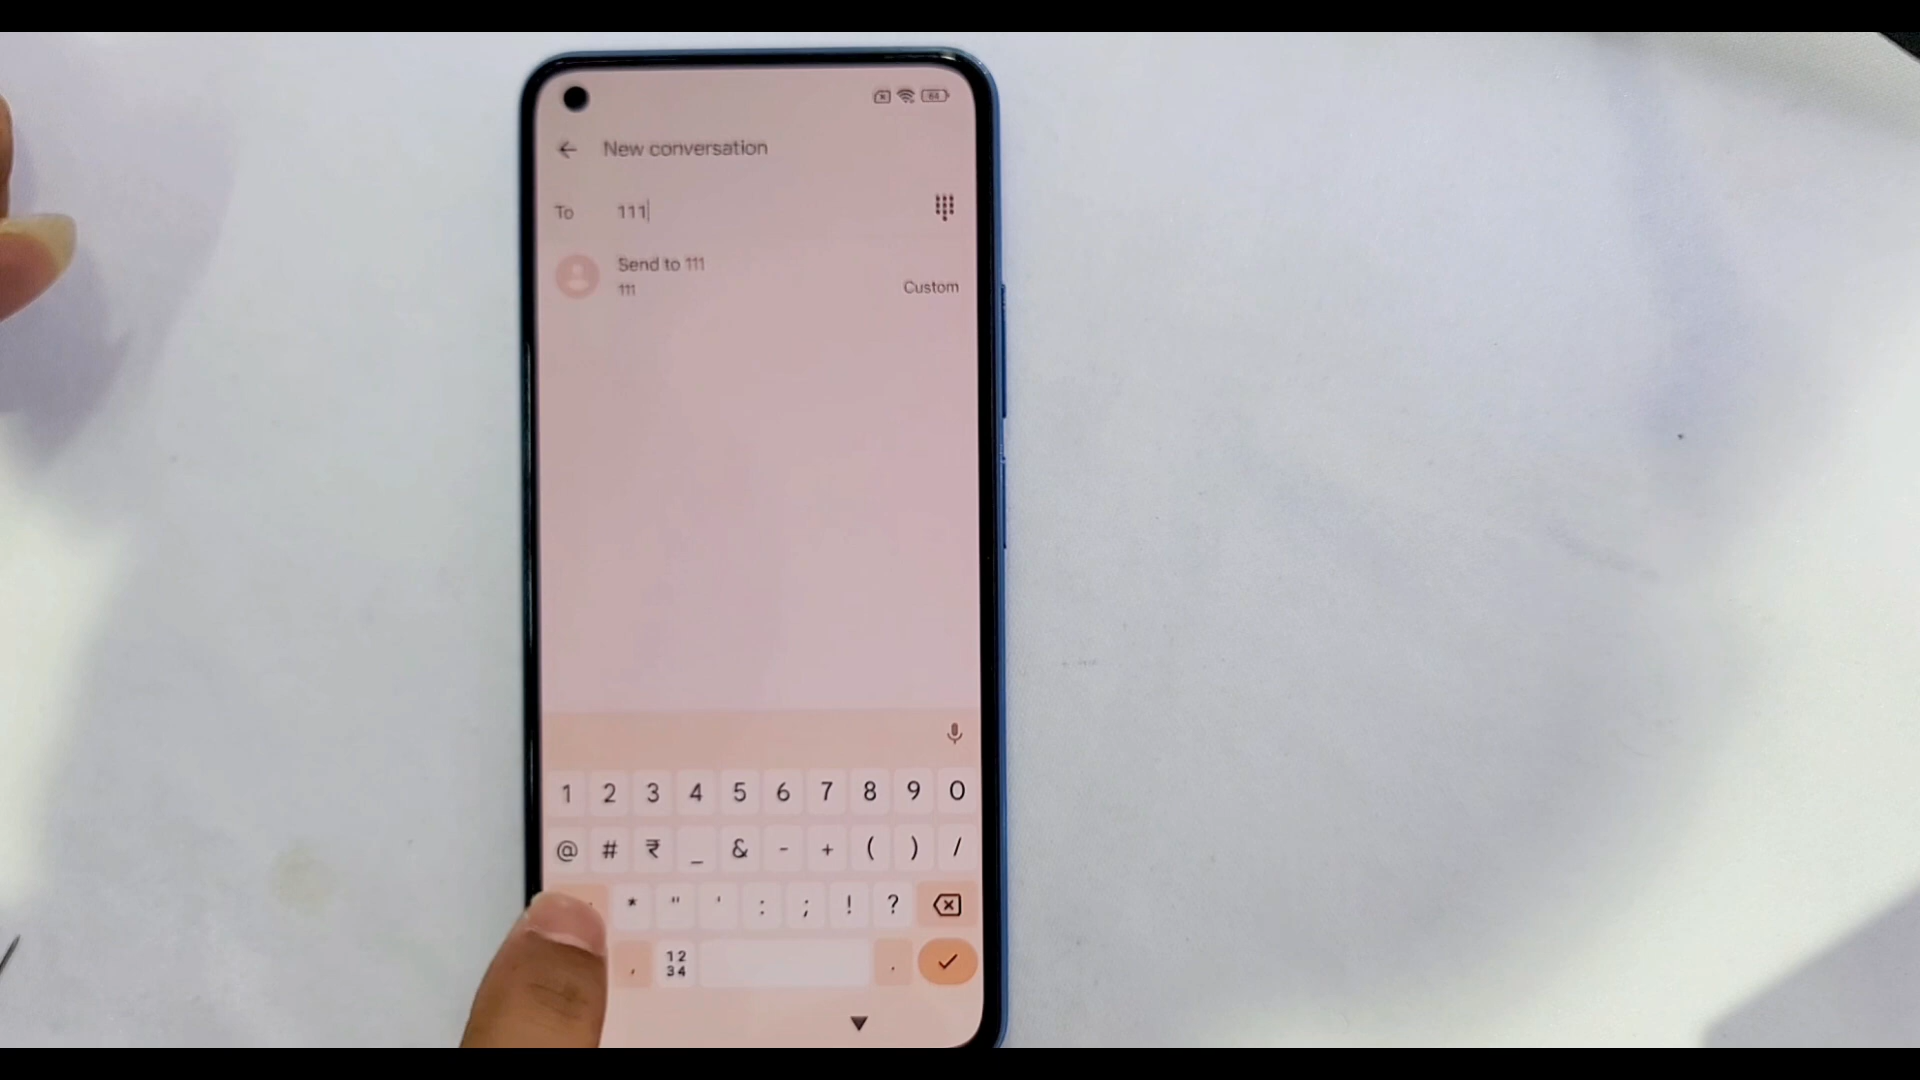 64
New conversation
To 111
Send to 111
111
Custom
1 2 3 4 5 6 7 8 9 0
@ # ₹ _ & - + ( ) /
* " ' : ; ! ?
, 12 34 .